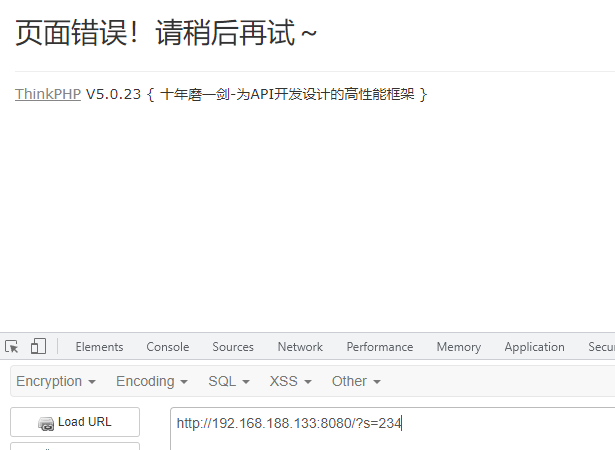 页面错误！请稍后再试～
ThinkPHP V5.0.23 { 十年磨一剑-为API开发设计的高性能框架 }
Elements Console Sources Network Performance Memory Application Secu
Encryption Encoding SQL XSS Other
Load URL http://192.168.188.133:8080/?s=234